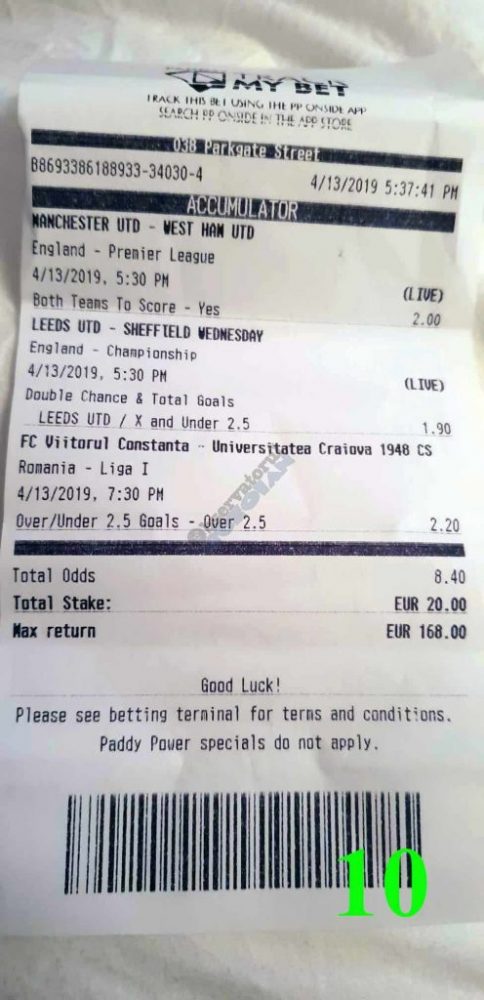 TRACK
MY BET
TRACK THIS BET USING THE PP ONSIDE APP
SEARCH PP ONSIDE IN THE APP STORE
038 Parkgate Street
B8693386188933-34030-4 4/13/2019 5:37:41 PM
ACCUMULATOR
MANCHESTER UTD - WEST HAM UTD
England - Premier League
4/13/2019, 5:30 PM (LIVE)
Both Teams To Score - Yes 2.00
LEEDS UTD - SHEFFIELD WEDNESDAY
England - Championship
4/13/2019, 5:30 PM (LIVE)
Double Chance & Total Goals
LEEDS UTD / X and Under 2.5 1.90
FC Viitorul Constanta - Universitatea Craiova 1948 CS
Romania - Liga I
4/13/2019, 7:30 PM
Over/Under 2.5 Goals - Over 2.5 2.20
Total Odds 8.40
Total Stake: EUR 20.00
Max return EUR 168.00
Good Luck!
Please see betting terminal for terms and conditions.
Paddy Power specials do not apply.
10